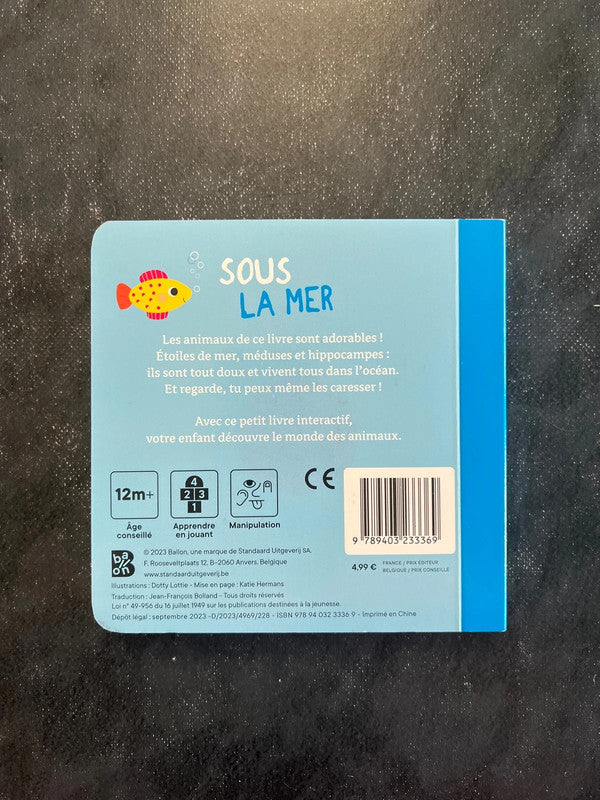 SOUS
LA MER
Les animaux de ce livre sont adorables !
Étoiles de mer, méduses et hippocampes :
ils sont tout doux et vivent tous dans l'océan.
Et regarde, tu peux même les caresser !
Avec ce petit livre interactif,
votre enfant découvre le monde des animaux.
12m+
Âge
conseillé
4
2 3
1
Apprendre
en jouant
Manipulation
CE
9 789403 233369
4,99 €
FRANCE / PRIX ÉDITEUR
BELGIQUE / PRIX CONSEILLÉ
ballon
© 2023 Ballon, une marque de Standaard Uitgeverij SA,
F. Rooseveltplaats 12, B-2060 Anvers, Belgique
www.standaarduitgeverij.be
Illustrations : Dotty Lottie - Mise en page : Katie Hermans
Traduction : Jean-François Bolland - Tous droits réservés
Loi n° 49-956 du 16 juillet 1949 sur les publications destinées à la jeunesse.
Dépôt légal : septembre 2023 -D/2023/4969/228 - ISBN 978 94 032 3336 9 - Imprimé en Chine